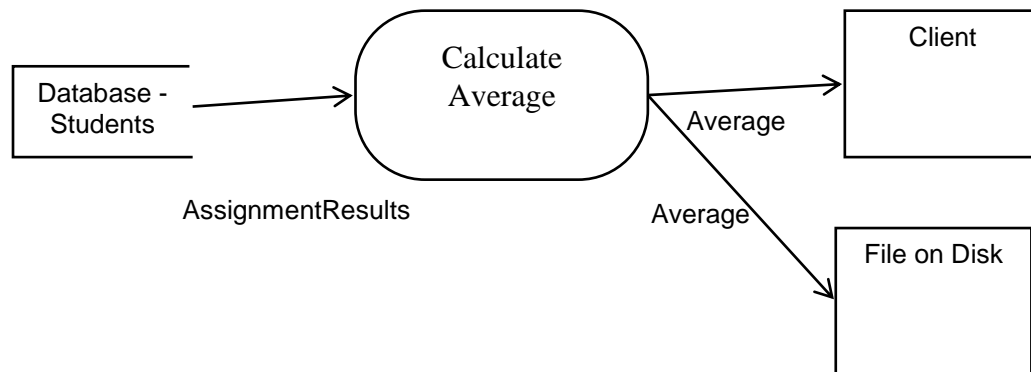 Database -
Students
AssignmentResults
Calculate
Average
Average
Average
Client
File on Disk